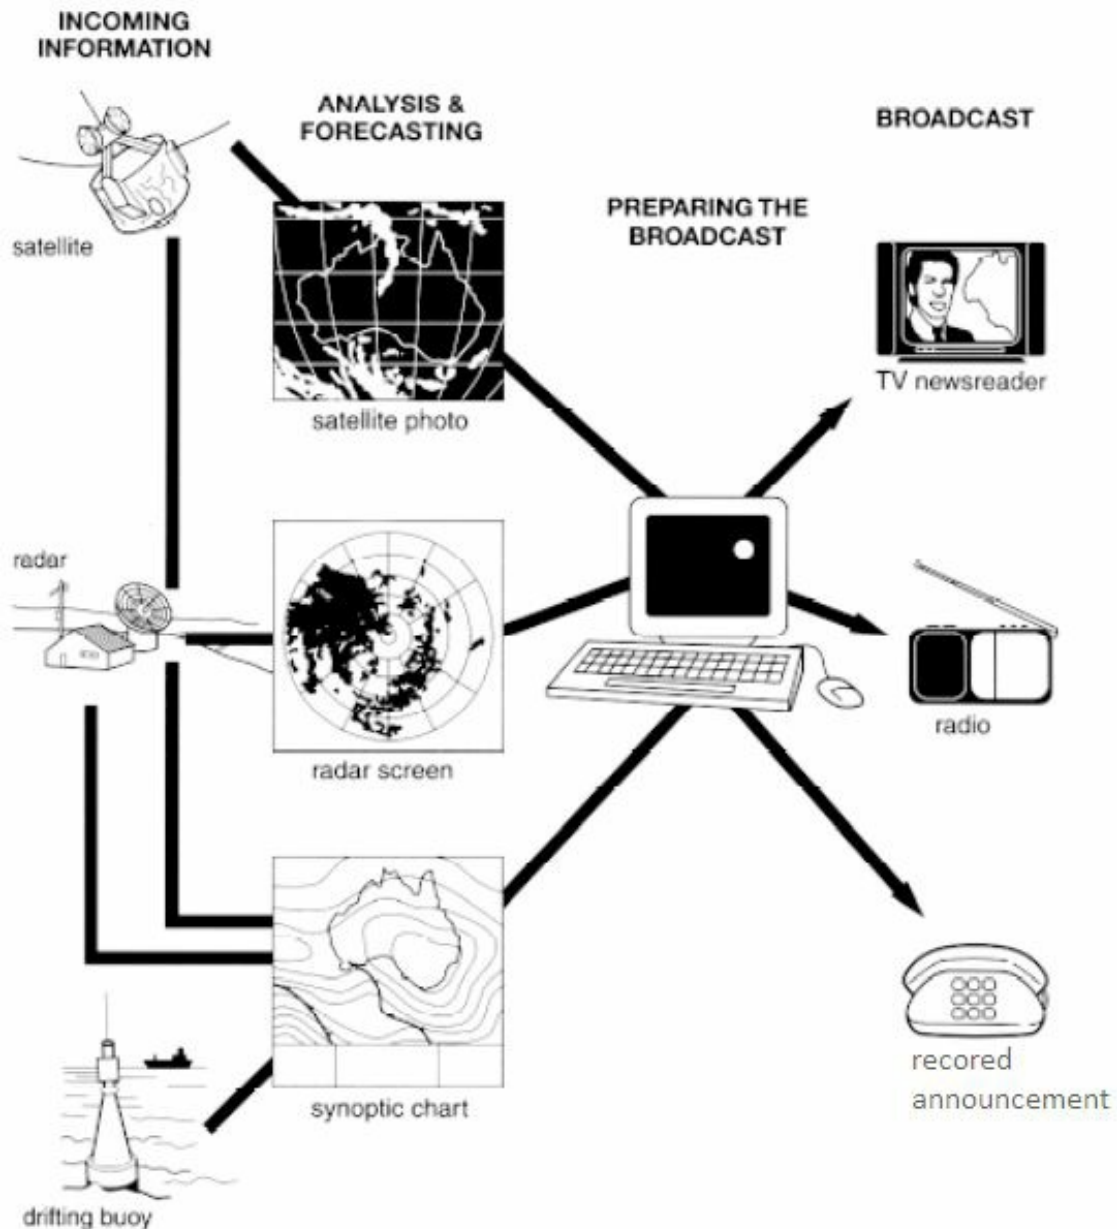 INCOMING
INFORMATION
satellite
radar
drifting buoy
ANALYSIS &
FORECASTING
satellite photo
radar screen
synoptic chart
PREPARING THE
BROADCAST
BROADCAST
TV newsreader
radio
recored
announcement